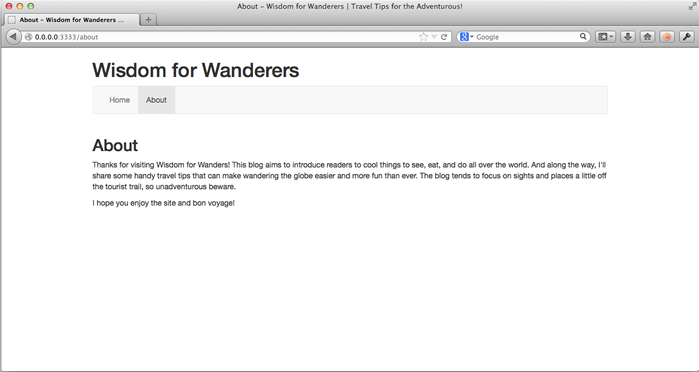 About – Wisdom for Wanderers | Travel Tips for the Adventurous!
About – Wisdom for Wanderers ...
0.0.0.0:3333/about
Google
Wisdom for Wanderers
Home About
About
Thanks for visiting Wisdom for Wanders! This blog aims to introduce readers to cool things to see, eat, and do all over the world. And along the way, I'll
share some handy travel tips that can make wandering the globe easier and more fun than ever. The blog tends to focus on sights and places a little off
the tourist trail, so unadventurous beware.
I hope you enjoy the site and bon voyage!